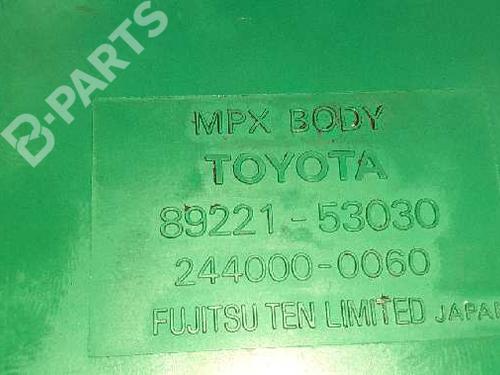 B-PARTS
MPX BODY
TOYOTA
89221-53030
244000-0060
FUJITSU TEN LIMITED JAPAN